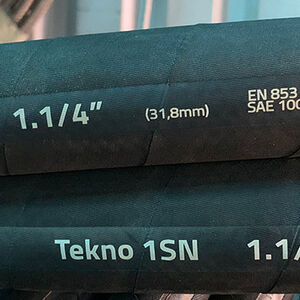 1.1/4" (31,8mm) EN 853
SAE 100
Tekno 1SN 1.1/